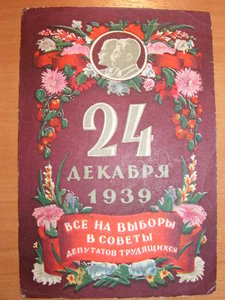 24
ДЕКАБРЯ
1939
ВСЕ НА ВЫБОРЫ
В СОВЕТЫ
ДЕПУТАТОВ ТРУДЯЩИХСЯ